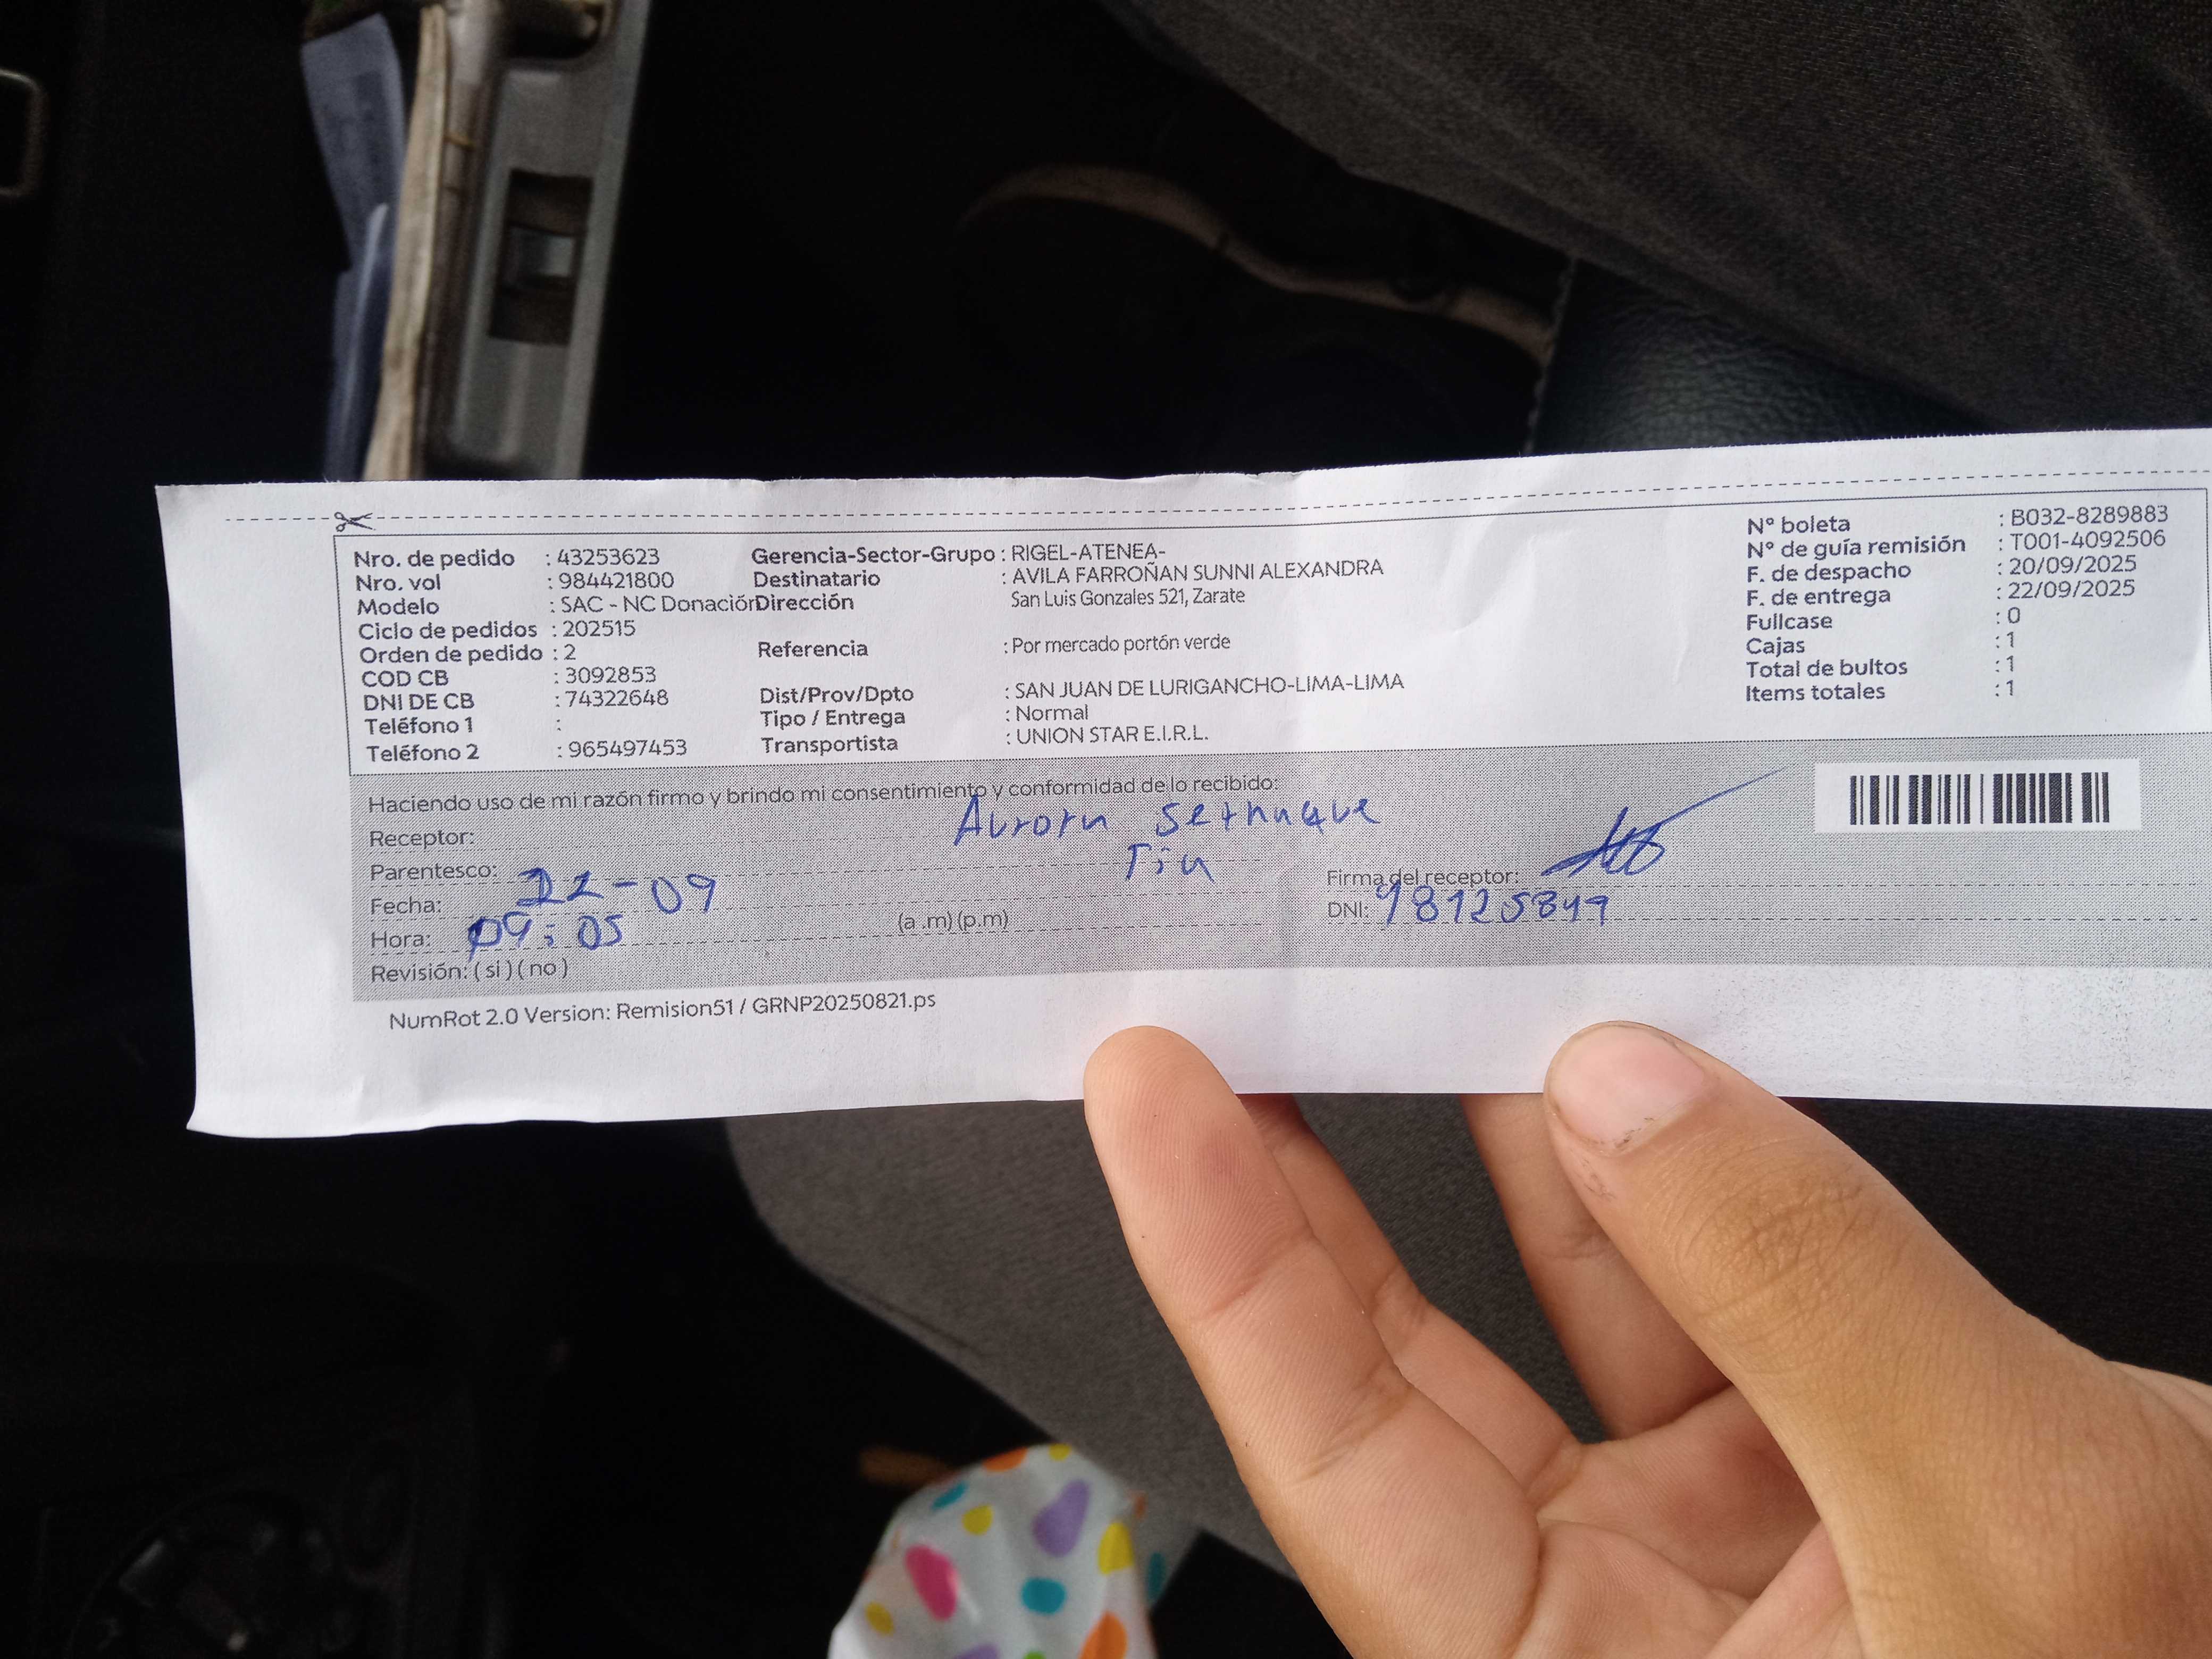 Nro. de pedido : 43253623
Nro. vol : 984421800
Modelo : SAC - NC Donación
Ciclo de pedidos : 202515
Orden de pedido : 2
COD CB : 3092853
DNI DE CB : 74322648
Teléfono 1 :
Teléfono 2 : 965497453
Gerencia-Sector-Grupo : RIGEL-ATENEA-
Destinatario : AVILA FARROÑAN SUNNI ALEXANDRA
Dirección San Luis Gonzales 521, Zarate
Referencia : Por mercado portón verde
Dist/Prov/Dpto : SAN JUAN DE LURIGANCHO-LIMA-LIMA
Tipo / Entrega : Normal
Transportista : UNION STAR E.I.R.L.
N° boleta : B032-8289883
N° de guía remisión : T001-4092506
F. de despacho : 20/09/2025
F. de entrega : 22/09/2025
Fullcase : 0
Cajas : 1
Total de bultos : 1
Items totales : 1
Haciendo uso de mi razón firmo y brindo mi consentimiento y conformidad de lo recibido:
Receptor: Aurora
Parentesco: Tia
Fecha: 22-09
Hora: 09:05 (a .m) (p.m)
Revisión: ( si ) ( no )
Firma del receptor:
DNI:
NumRot 2.0 Version: Remision51 / GRNP20250821.ps